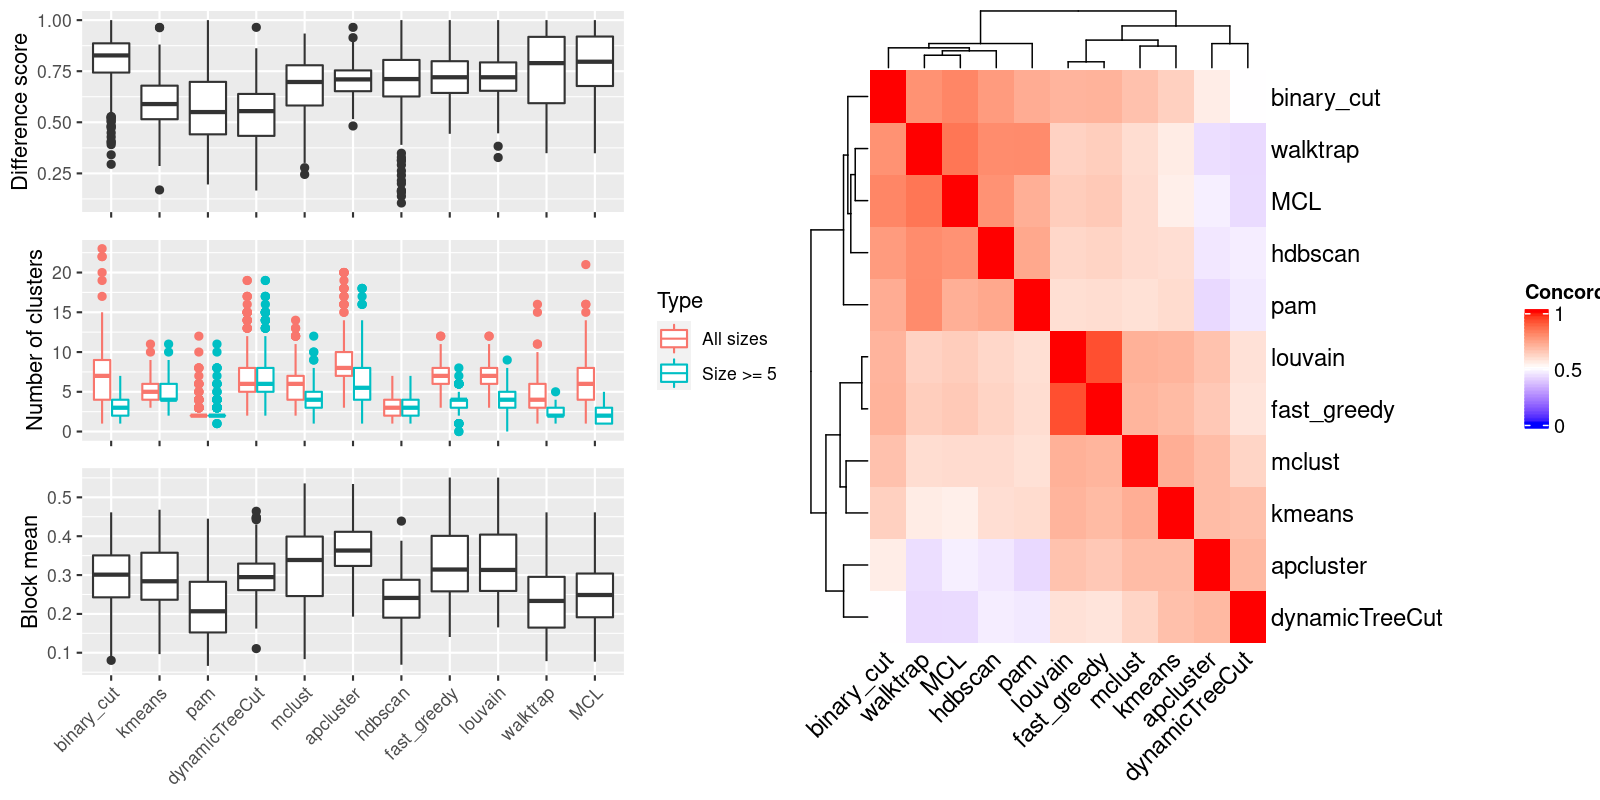 Difference score
1.00
0.75
0.50
0.25
Number of clusters
20
15
10
5
0
Block mean
0.5
0.4
0.3
0.2
0.1
binary_cut
kmeans
pam
dynamicTreeCut
mclust
apcluster
hdbscan
fast_greedy
louvain
walktrap
MCL
Type
All sizes
Size >= 5
binary_cut
walktrap
MCL
hdbscan
pam
louvain
fast_greedy
mclust
kmeans
apcluster
dynamicTreeCut
binary_cut
walktrap
MCL
hdbscan
pam
louvain
fast_greedy
mclust
kmeans
apcluster
dynamicTreeCut
Concord
1
0.5
0